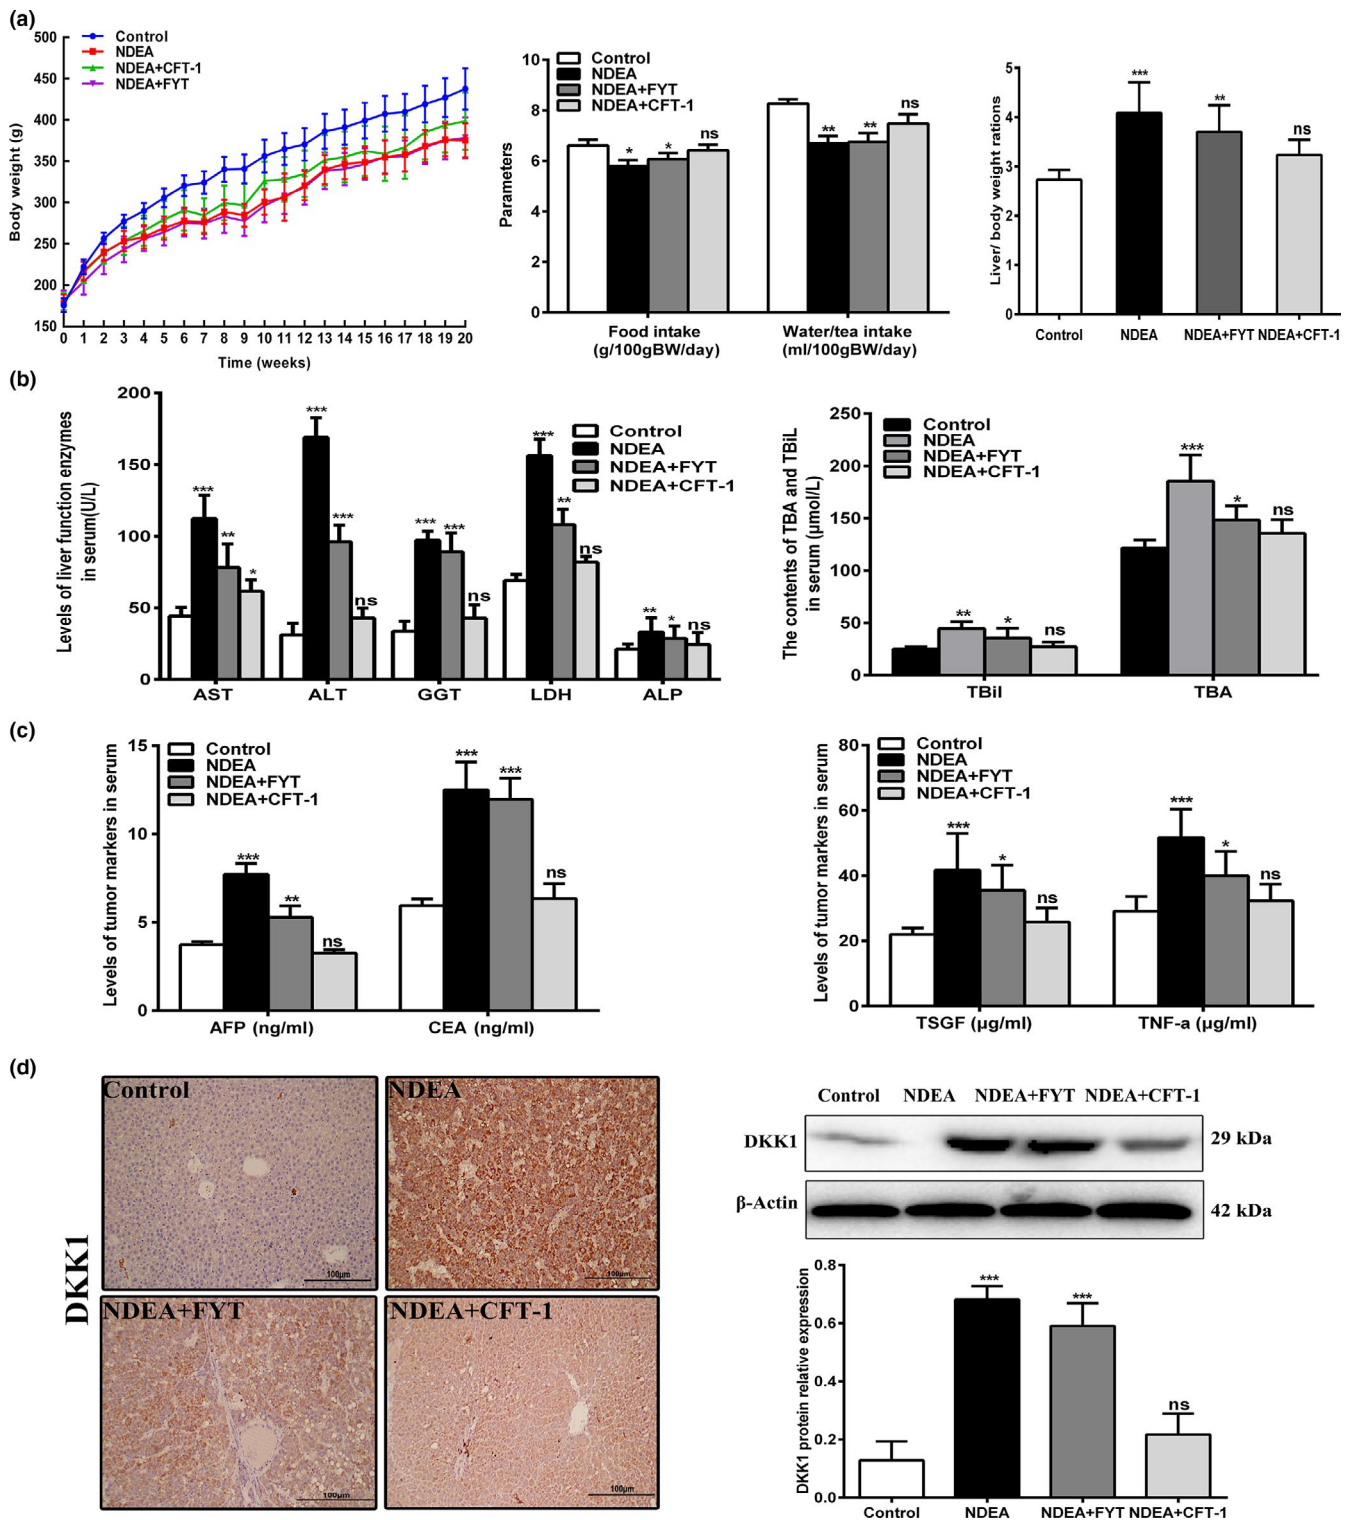 (a)
500
450
400
350
300
250
200
150
Body weight (g)
Control
NDEA
NDEA+CFT-1
NDEA+FYT
0 1 2 3 4 5 6 7 8 9 10 11 12 13 14 15 16 17 18 19 20
Time (weeks)
10
8
6
4
2
0
Parameters
Control
NDEA
NDEA+FYT
NDEA+CFT-1
* * ns
** ** ns
Food intake
(g/100gBW/day)
Water/tea intake
(ml/100gBW/day)
5
4
3
2
1
0
Liver/ body weight rations
*** ** ns
Control NDEA NDEA+FYT NDEA+CFT-1
(b)
200
150
100
50
0
Levels of liver function enzymes
in serum(U/L)
Control
NDEA
NDEA+FYT
NDEA+CFT-1
*** ** *
*** *** ns
*** *** ns
*** ** ns
** * ns
AST ALT GGT LDH ALP
250
200
150
100
50
0
The contents of TBA and TBiL
in serum (μmol/L)
Control
NDEA
NDEA+FYT
NDEA+CFT-1
** * ns
*** * ns
TBil TBA
(c)
15
10
5
0
Levels of tumor markers in serum
Control
NDEA
NDEA+FYT
NDEA+CFT-1
*** ** ns
*** *** ns
AFP (ng/ml) CEA (ng/ml)
80
60
40
20
0
Levels of tumor markers in serum
Control
NDEA
NDEA+FYT
NDEA+CFT-1
*** * ns
*** * ns
TSGF (μg/ml) TNF-a (μg/ml)
(d)
DKK1
Control
100μm
NDEA
100μm
NDEA+FYT
100μm
NDEA+CFT-1
100μm
Control NDEA NDEA+FYT NDEA+CFT-1
DKK1 29 kDa
β-Actin 42 kDa
0.8
0.6
0.4
0.2
0.0
DKK1 protein relative expression
*** *** ns
Control NDEA NDEA+FYT NDEA+CFT-1